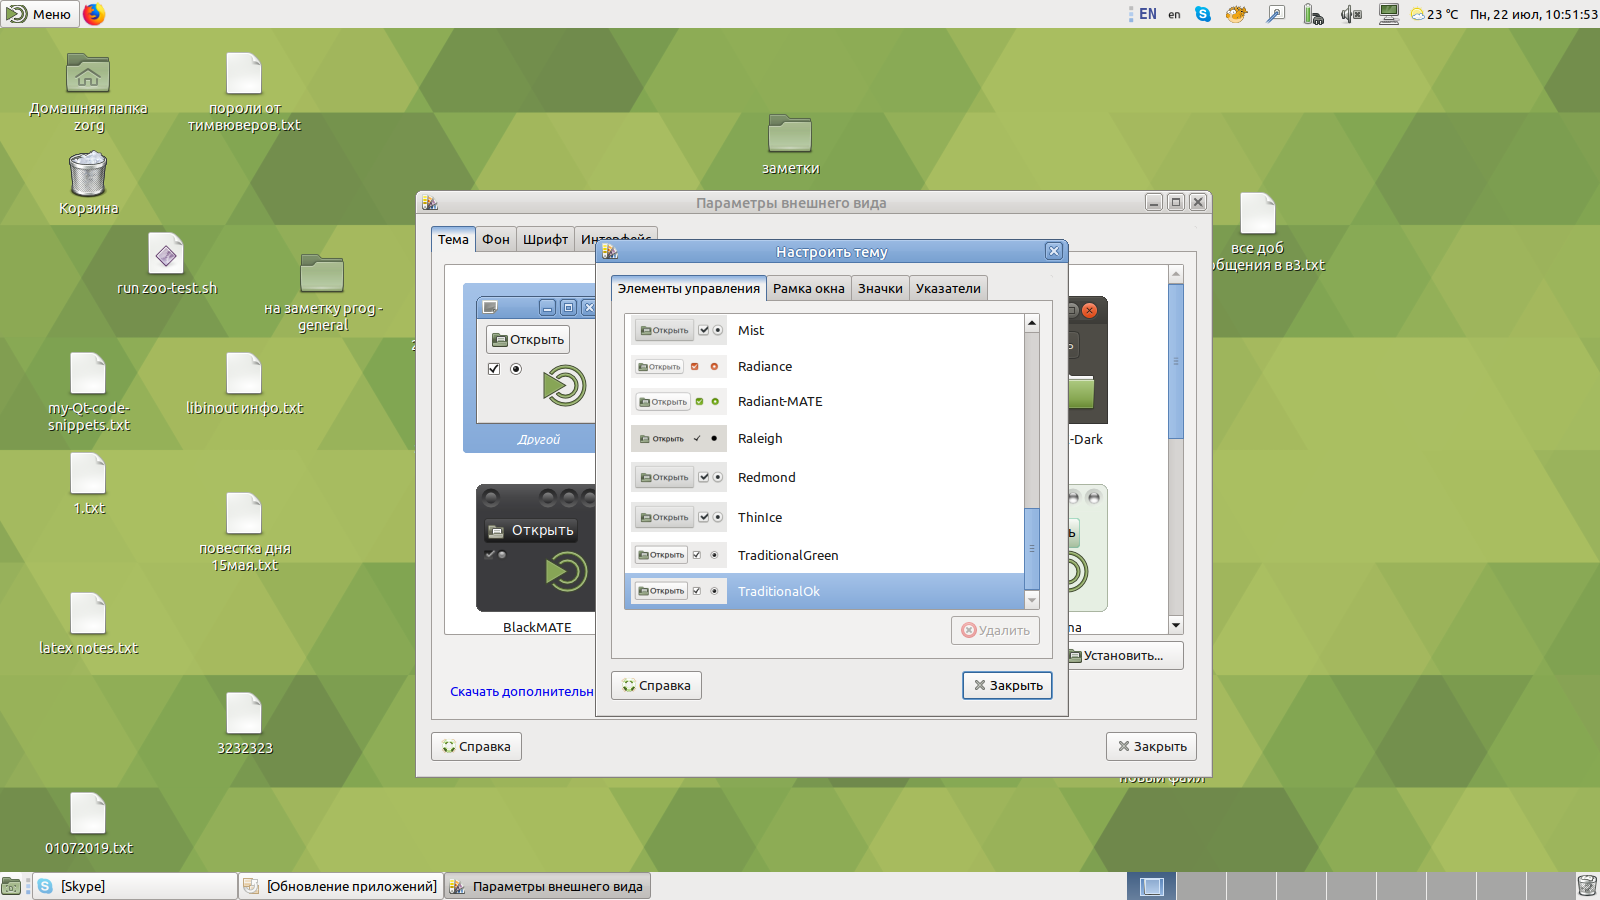 Меню
EN
en
23 °C
Пн, 22 июл, 10:51:53
Домашняя папка
zorg
пороли от
тимвюверов.txt
заметки
Корзина
run zoo-test.sh
на заметку prog -
general
все доб
общения в в3.txt
my-Qt-code-
snippets.txt
libinout инфо.txt
1.txt
повестка дня
15мая.txt
latex notes.txt
3232323
01072019.txt
новый файл
Параметры внешнего вида
Тема
Фон
Шрифт
Интерфейс
Открыть
Другой
Открыть
BlackMATE
-Dark
na
Скачать дополнительн
Установить...
Справка
Закрыть
Настроить тему
Элементы управления
Рамка окна
Значки
Указатели
Открыть
Mist
Открыть
Radiance
Открыть
Radiant-MATE
Открыть
Raleigh
Открыть
Redmond
Открыть
ThinIce
Открыть
TraditionalGreen
Открыть
TraditionalOk
Удалить
Справка
Закрыть
[Skype]
[Обновление приложений]
Параметры внешнего вида